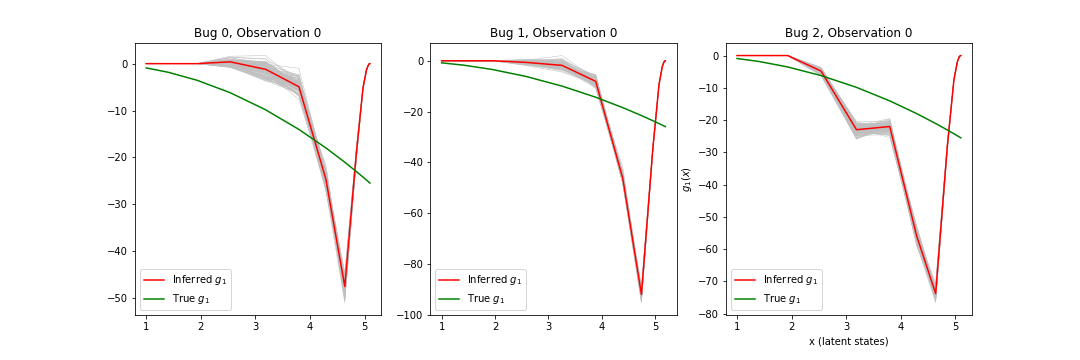 Bug 0, Observation 0
0
−10
−20
−30
−40
−50
1 2 3 4 5
Inferred g₁
True g₁
Bug 1, Observation 0
0
−20
−40
−60
−80
−100
1 2 3 4 5
Inferred g₁
True g₁
Bug 2, Observation 0
g₁(x)
0
−10
−20
−30
−40
−50
−60
−70
−80
1 2 3 4 5
x (latent states)
Inferred g₁
True g₁